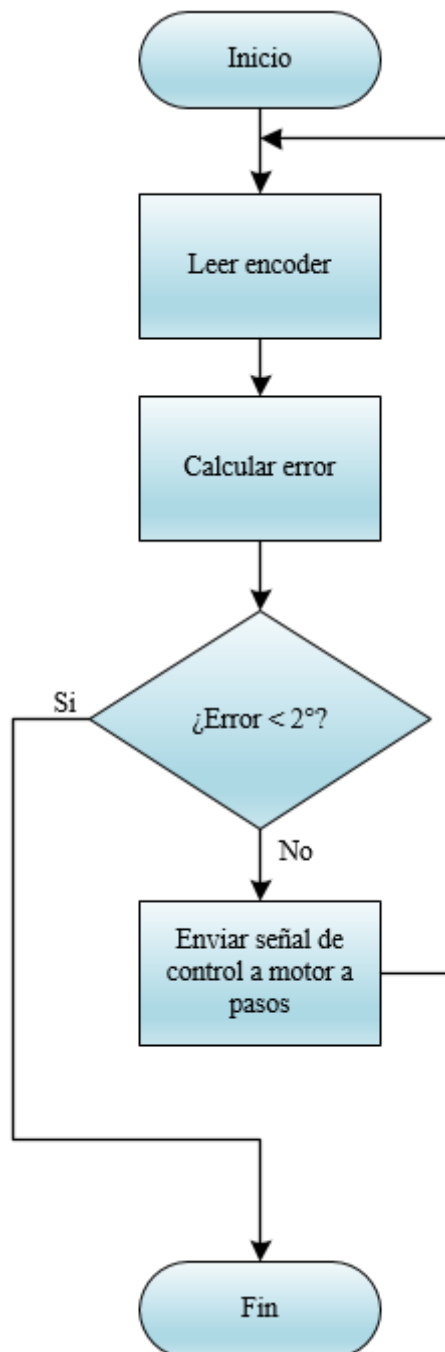 Inicio
Leer encoder
Calcular error
¿Error < 2°?
Si
No
Enviar señal de
control a motor a
pasos
Fin